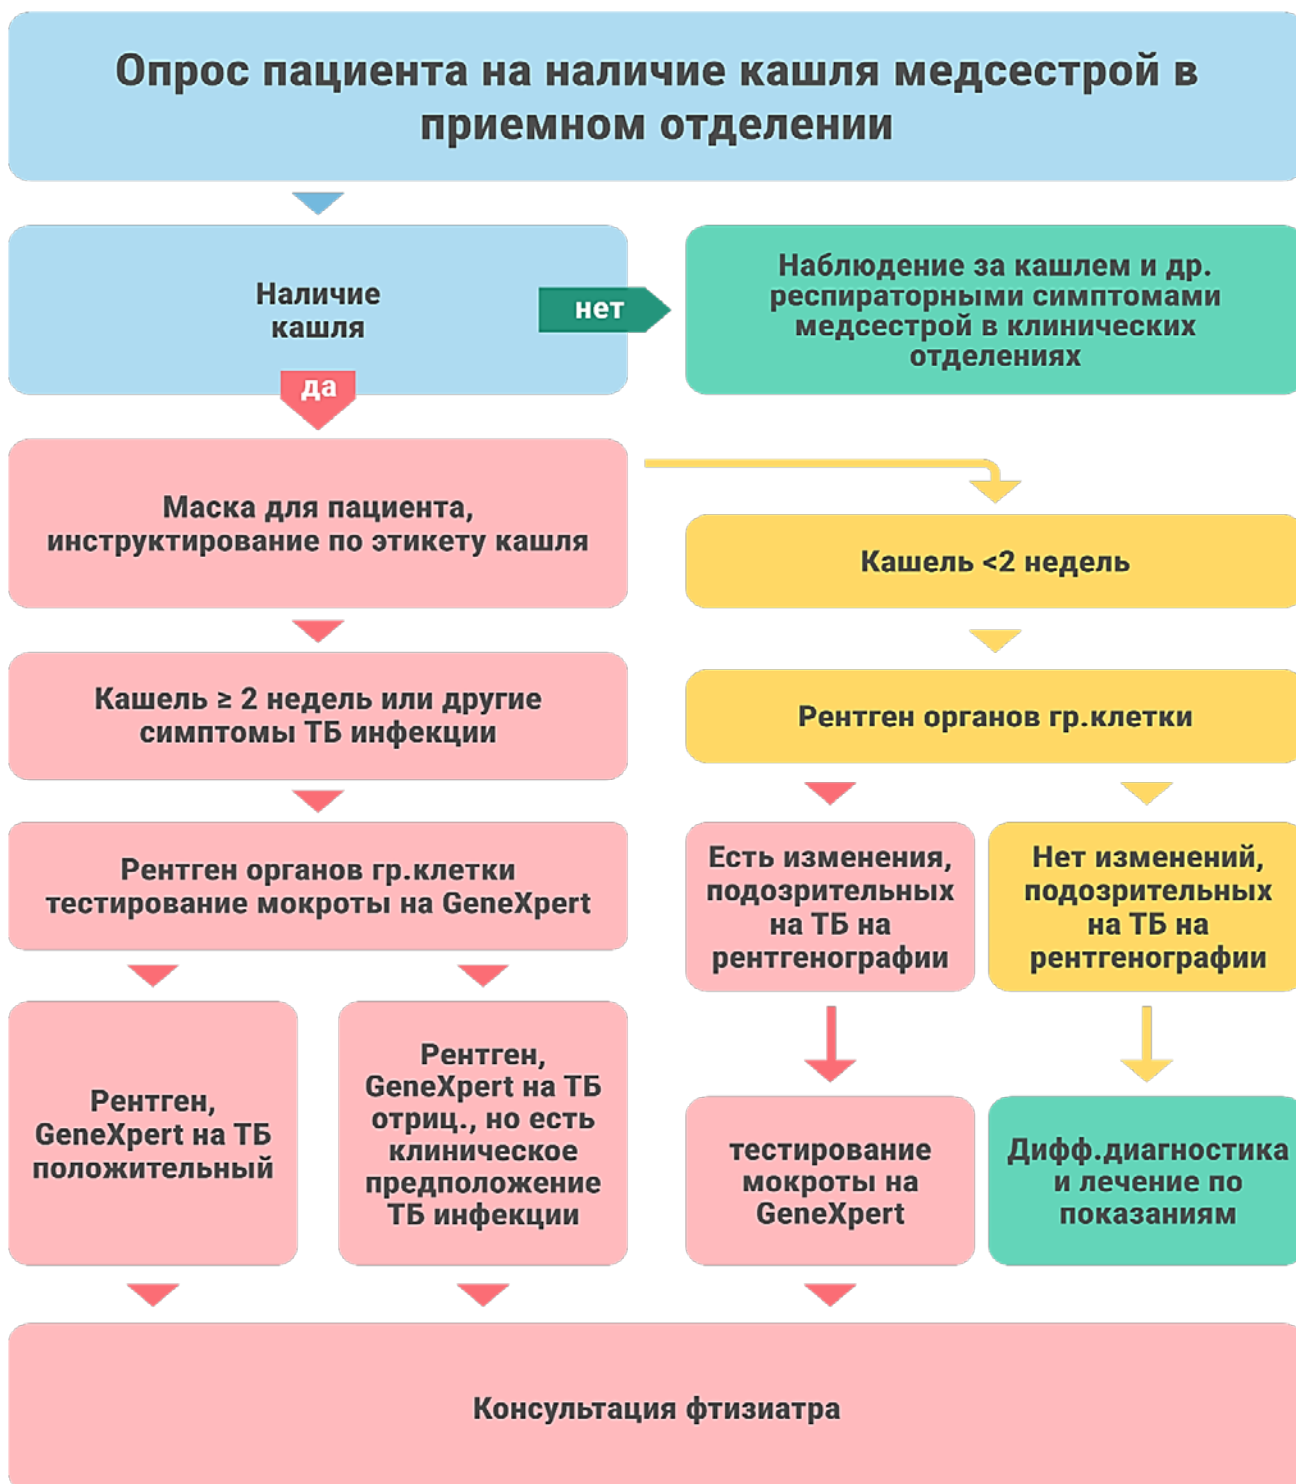 Опрос пациента на наличие кашля медсестрой в
приемном отделении
Наличие
кашля
нет
Наблюдение за кашлем и др.
респираторными симптомами
медсестрой в клинических
отделениях
да
Маска для пациента,
инструктирование по этикету кашля
Кашель <2 недель
Кашель ≥ 2 недель или другие
симптомы ТБ инфекции
Рентген органов гр.клетки
Рентген органов гр.клетки
тестирование мокроты на GeneXpert
Есть изменения,
подозрительных
на ТБ на
рентгенографии
Нет изменений,
подозрительных
на ТБ на
рентгенографии
Рентген,
GeneXpert на ТБ
положительный
Рентген,
GeneXpert на ТБ
отриц., но есть
клиническое
предположение
ТБ инфекции
тестирование
мокроты на
GeneXpert
Дифф.диагностика
и лечение по
показаниям
Консультация фтизиатра